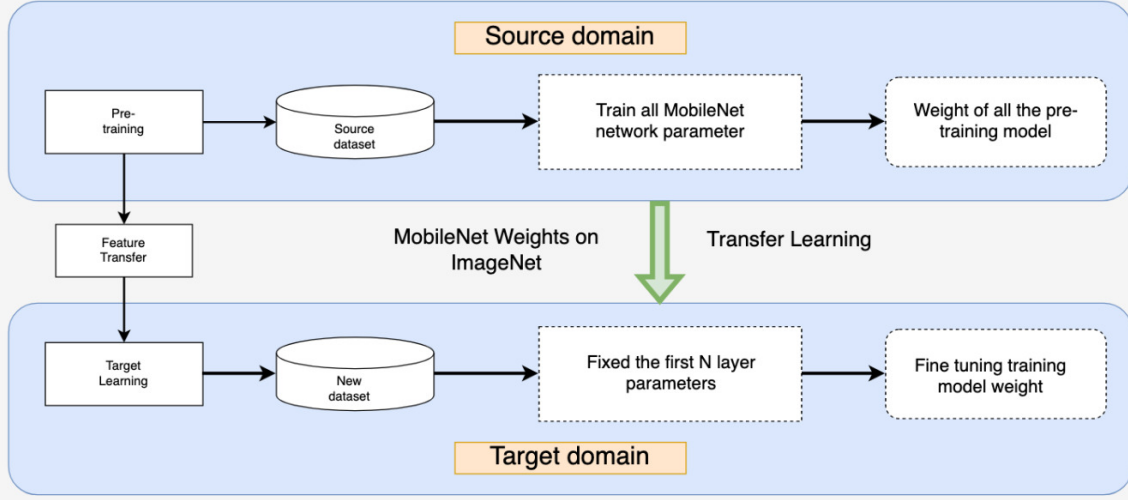 Source domain
Pre-
training
Source
dataset
Train all MobileNet
network parameter
Weight of all the pre-
training model
Feature
Transfer
MobileNet Weights on
ImageNet
Transfer Learning
Target
Learning
New
dataset
Fixed the first N layer
parameters
Fine tuning training
model weight
Target domain